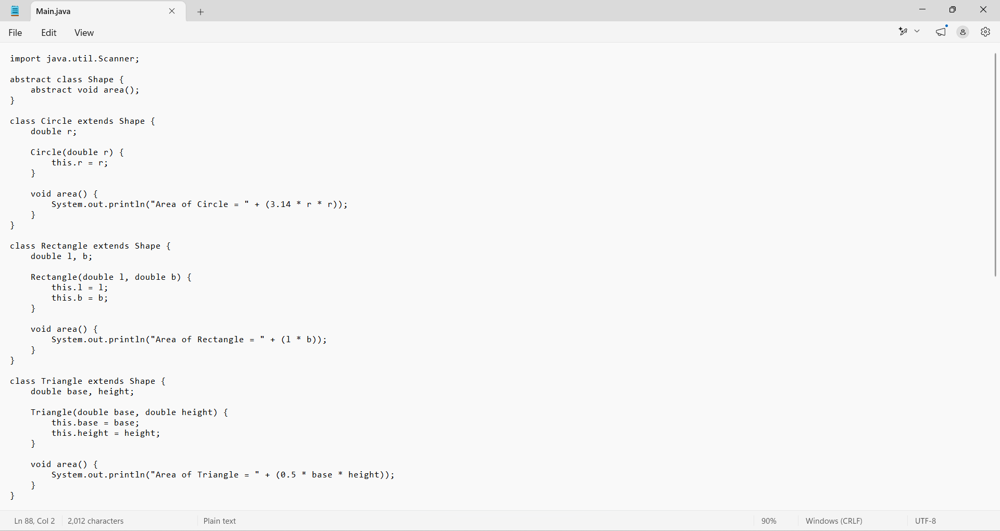 Main.java
File Edit View
import java.util.Scanner;
abstract class Shape {
    abstract void area();
}
class Circle extends Shape {
    double r;
    Circle(double r) {
        this.r = r;
    }
    void area() {
        System.out.println("Area of Circle = " + (3.14 * r * r));
    }
}
class Rectangle extends Shape {
    double l, b;
    Rectangle(double l, double b) {
        this.l = l;
        this.b = b;
    }
    void area() {
        System.out.println("Area of Rectangle = " + (l * b));
    }
}
class Triangle extends Shape {
    double base, height;
    Triangle(double base, double height) {
        this.base = base;
        this.height = height;
    }
    void area() {
        System.out.println("Area of Triangle = " + (0.5 * base * height));
    }
}
Ln 88, Col 2 2,012 characters Plain text 90% Windows (CRLF) UTF-8